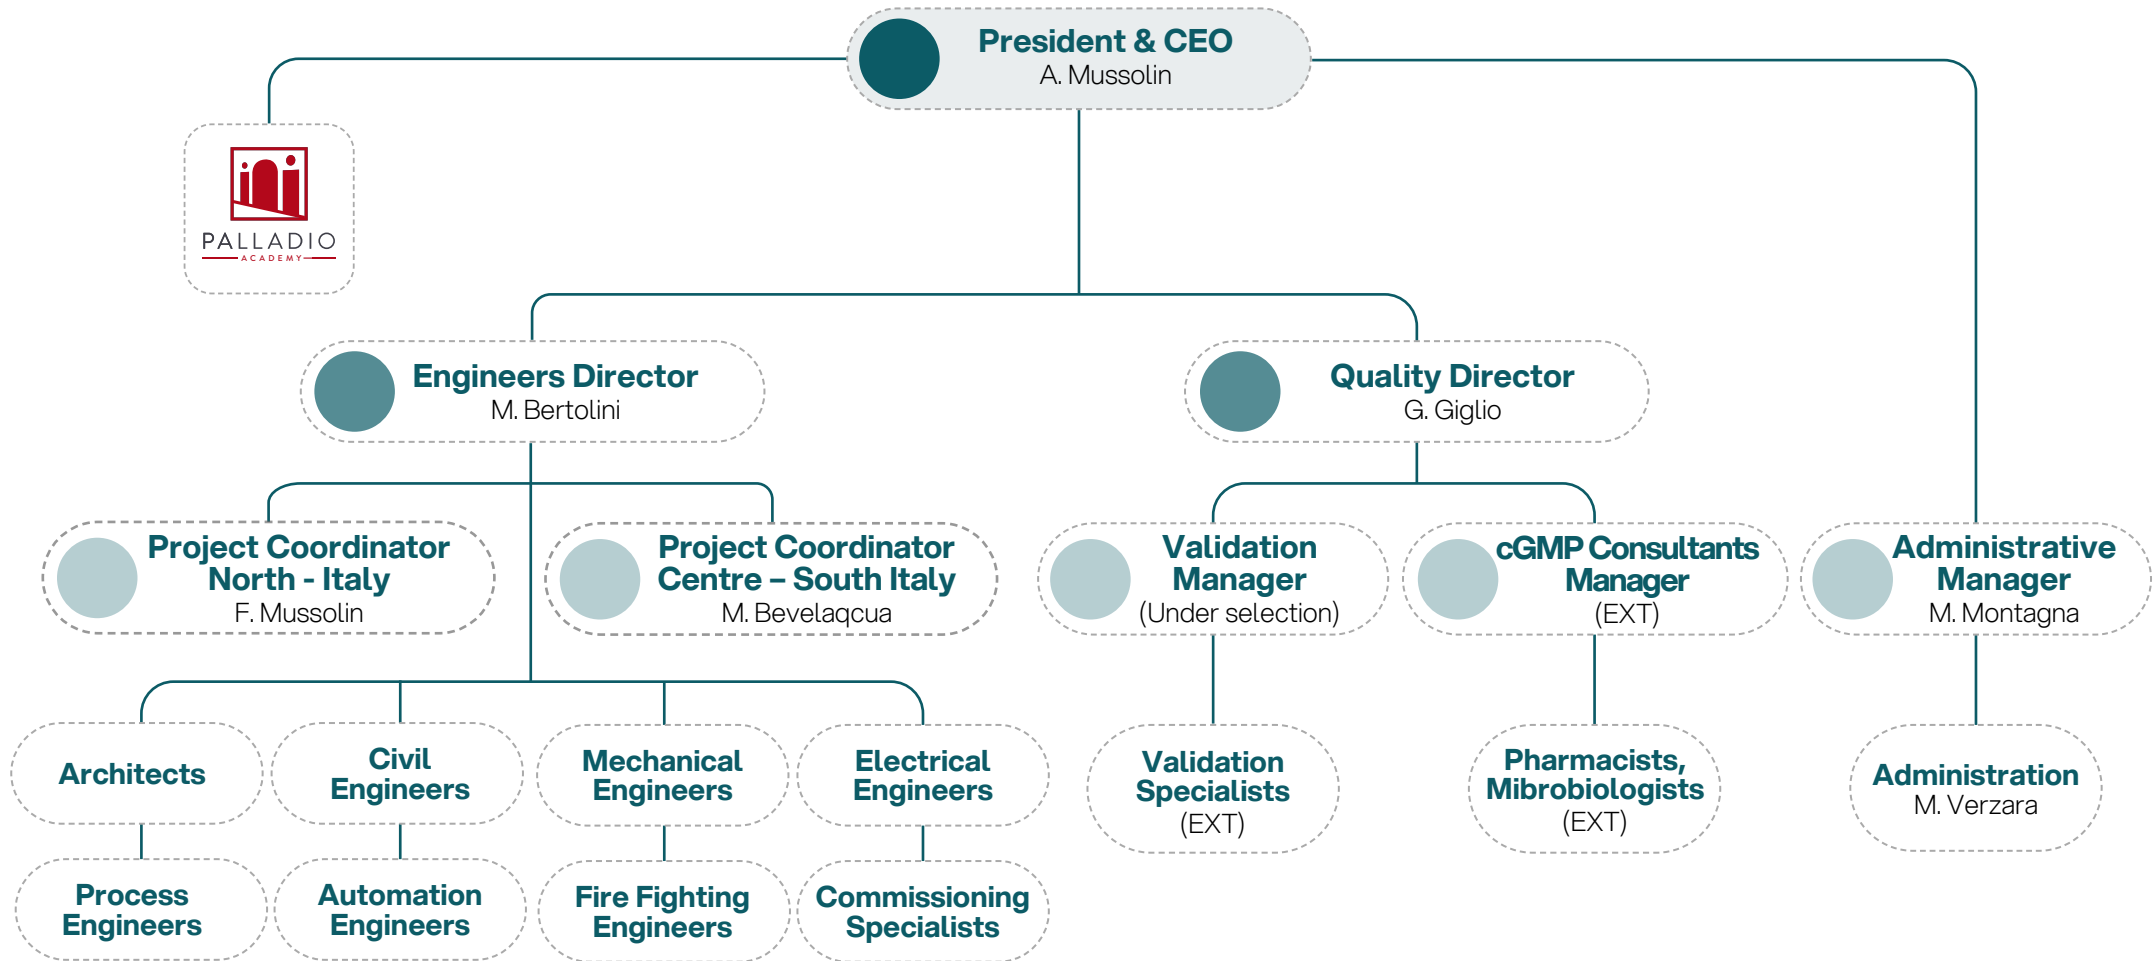 President & CEO
A. Mussolin
PALLADIO
ACADEMY
Engineers Director
M. Bertolini
Quality Director
G. Giglio
Project Coordinator
North - Italy
F. Mussolin
Project Coordinator
Centre – South Italy
M. Bevelaqcua
Validation
Manager
(Under selection)
cGMP Consultants
Manager
(EXT)
Administrative
Manager
M. Montagna
Architects
Civil
Engineers
Mechanical
Engineers
Electrical
Engineers
Validation
Specialists
(EXT)
Pharmacists,
Mibrobiologists
(EXT)
Administration
M. Verzara
Process
Engineers
Automation
Engineers
Fire Fighting
Engineers
Commissioning
Specialists